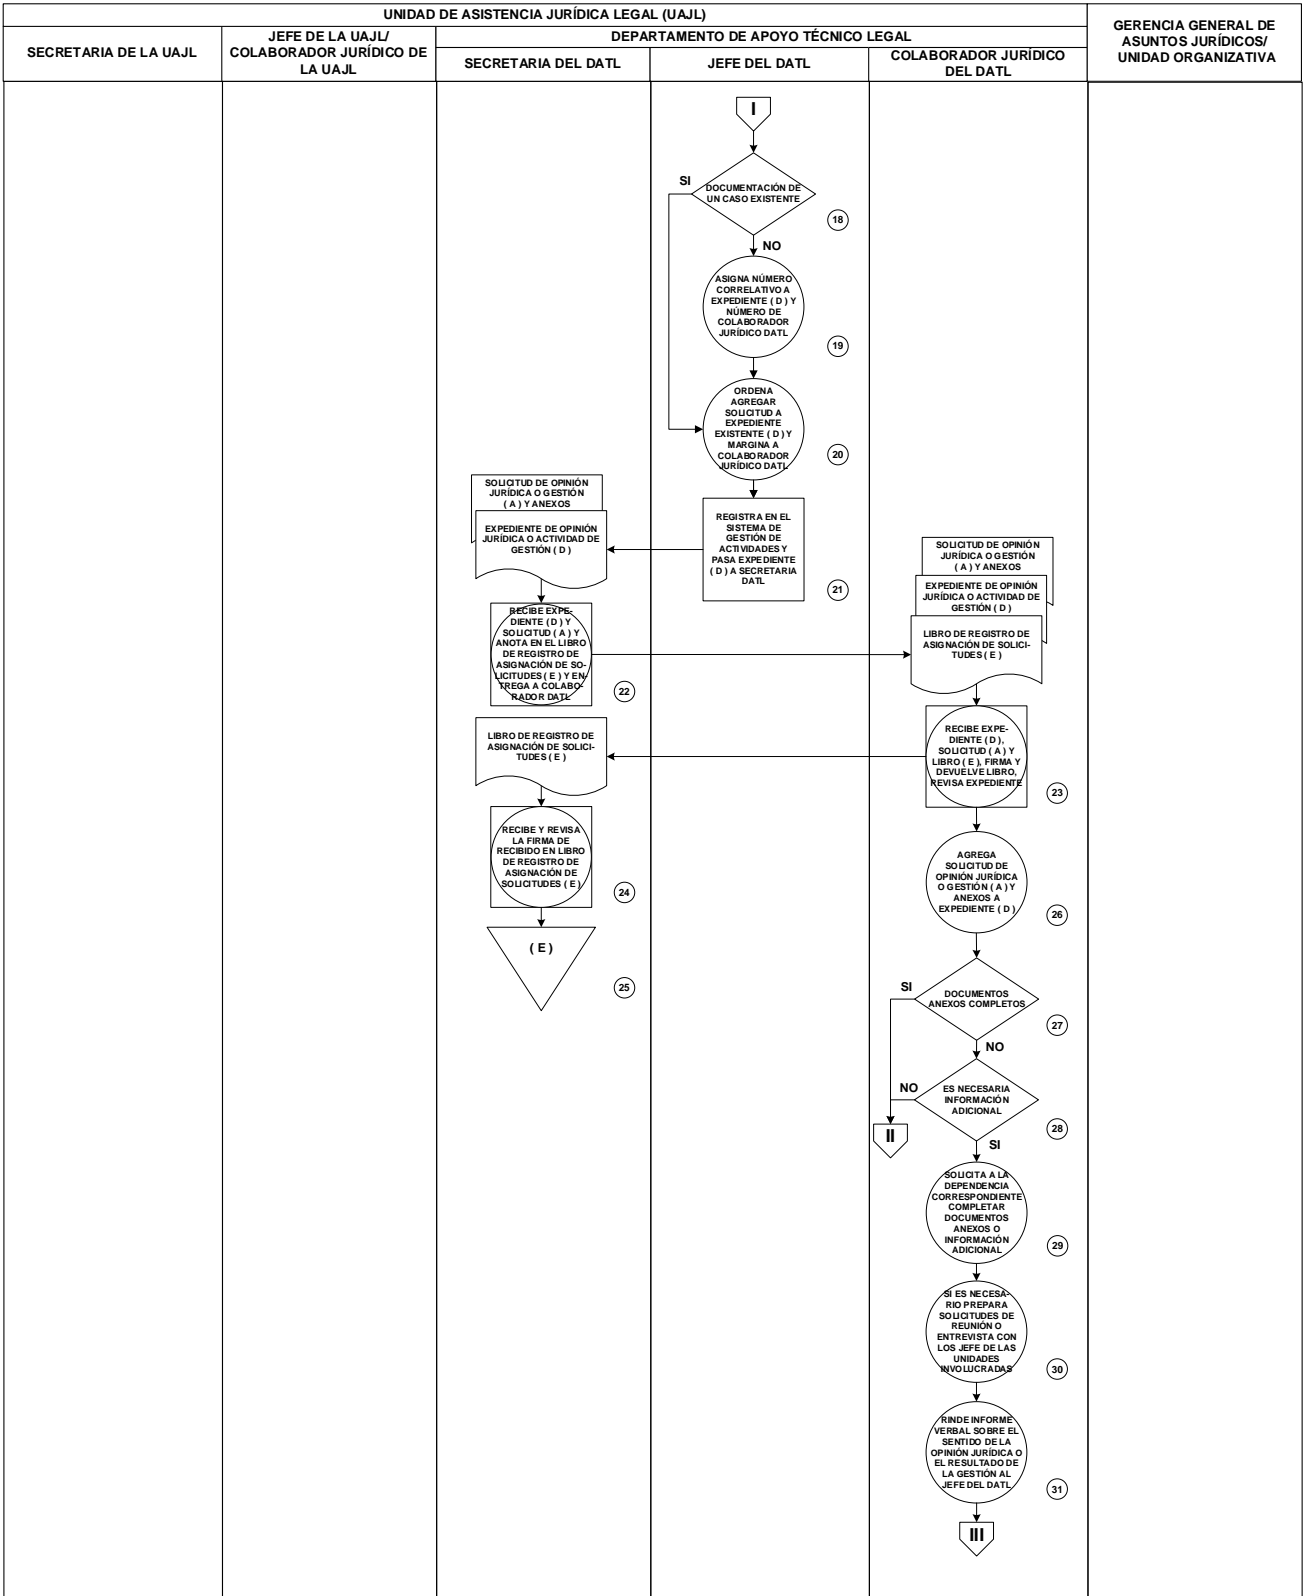 UNIDAD DE ASISTENCIA JURÍDICA LEGAL (UAJL)
GERENCIA GENERAL DE
ASUNTOS JURÍDICOS/
UNIDAD ORGANIZATIVA
SECRETARIA DE LA UAJL
JEFE DE LA UAJL/
COLABORADOR JURÍDICO DE
LA UAJL
DEPARTAMENTO DE APOYO TÉCNICO LEGAL
SECRETARIA DEL DATL
JEFE DEL DATL
COLABORADOR JURÍDICO
DEL DATL
I
SI
DOCUMENTACIÓN DE
UN CASO EXISTENTE
18
NO
ASIGNA NÚMERO
CORRELATIVO A
EXPEDIENTE ( D ) Y
NÚMERO DE
COLABORADOR
JURÍDICO DATL
19
ORDENA
AGREGAR
SOLICITUD A
EXPEDIENTE
EXISTENTE ( D ) Y
MARGINA A
COLABORADOR
JURÍDICO DATL
20
REGISTRA EN EL
SISTEMA DE
GESTIÓN DE
ACTIVIDADES Y
PASA EXPEDIENTE
( D ) A SECRETARIA
DATL
21
SOLICITUD DE OPINIÓN
JURÍDICA O GESTIÓN
( A ) Y ANEXOS
EXPEDIENTE DE OPINIÓN
JURÍDICA O ACTIVIDAD DE
GESTIÓN ( D )
RECIBE EXPE-
DIENTE ( D ) Y
SOLICITUD ( A ) Y
ANOTA EN EL LIBRO
DE REGISTRO DE
ASIGNACIÓN DE SO-
LICITUDES ( E ) Y EN-
TREGA A COLABO-
RADOR DATL
22
SOLICITUD DE OPINIÓN
JURÍDICA O GESTIÓN
( A ) Y ANEXOS
EXPEDIENTE DE OPINIÓN
JURÍDICA O ACTIVIDAD DE
GESTIÓN ( D )
LIBRO DE REGISTRO DE
ASIGNACIÓN DE SOLICI-
TUDES ( E )
RECIBE EXPE-
DIENTE ( D ),
SOLICITUD ( A ) Y
LIBRO ( E ), FIRMA Y
DEVUELVE LIBRO,
REVISA EXPEDIENTE
23
LIBRO DE REGISTRO DE
ASIGNACIÓN DE SOLICI-
TUDES ( E )
RECIBE Y REVISA
LA FIRMA DE
RECIBIDO EN LIBRO
DE REGISTRO DE
ASIGNACIÓN DE
SOLICITUDES ( E )
24
( E )
25
AGREGA
SOLICITUD DE
OPINIÓN JURÍDICA
O GESTIÓN ( A ) Y
ANEXOS A
EXPEDIENTE ( D )
26
SI
DOCUMENTOS
ANEXOS COMPLETOS
27
NO
NO
ES NECESARIA
INFORMACIÓN
ADICIONAL
28
II
SI
SOLICITA A LA
DEPENDENCIA
CORRESPONDIENTE
COMPLETAR
DOCUMENTOS
ANEXOS O
INFORMACIÓN
ADICIONAL
29
SI ES NECESA-
RIO PREPARA
SOLICITUDES DE
REUNIÓN O
ENTREVISTA CON
LOS JEFE DE LAS
UNIDADES
INVOLUCRADAS
30
RINDE INFORME
VERBAL SOBRE EL
SENTIDO DE LA
OPINIÓN JURÍDICA O
EL RESULTADO DE
LA GESTIÓN AL
JEFE DEL DATL
31
III